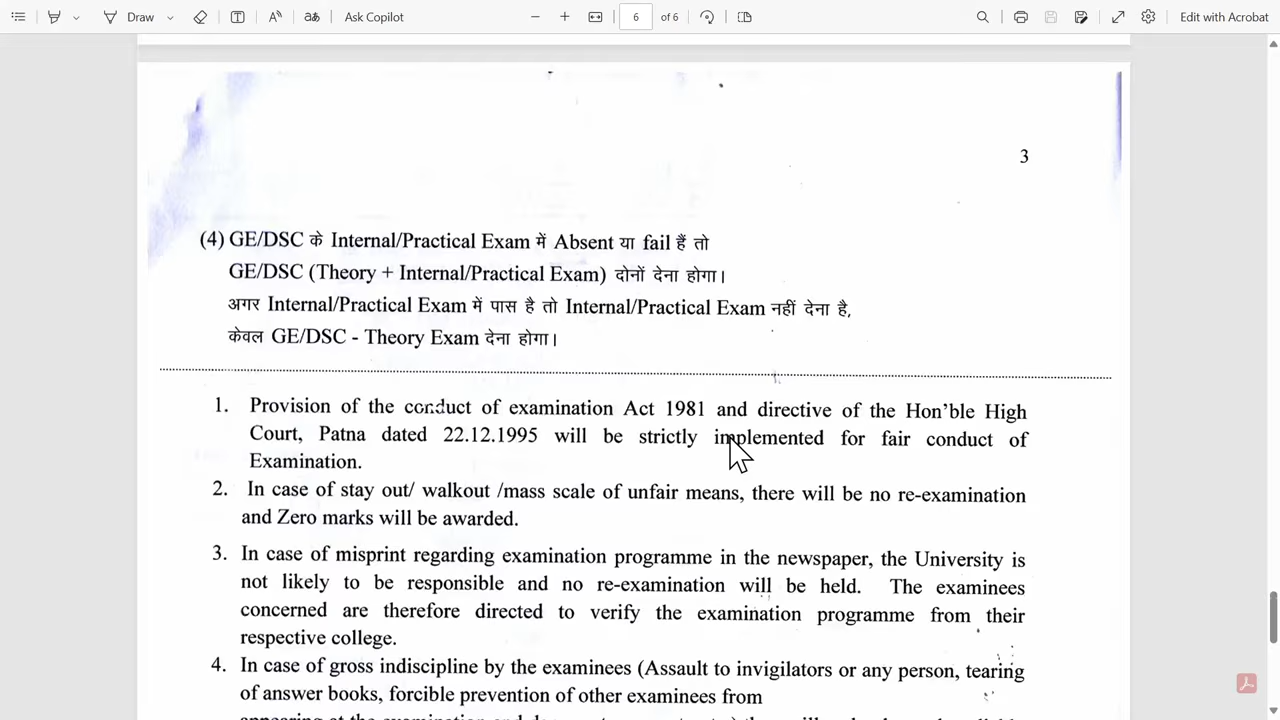 Draw
Ask Copilot
6 of 6
Edit with Acrobat
3
(4) GE/DSC के Internal/Practical Exam में Absent या fail हैं तो
GE/DSC (Theory + Internal/Practical Exam) दोनों देना होगा।
अगर Internal/Practical Exam में पास है तो Internal/Practical Exam नहीं देना है,
केवल GE/DSC - Theory Exam देना होगा।
1. Provision of the conduct of examination Act 1981 and directive of the Hon'ble High
Court, Patna dated 22.12.1995 will be strictly implemented for fair conduct of
Examination.
2. In case of stay out/ walkout /mass scale of unfair means, there will be no re-examination
and Zero marks will be awarded.
3. In case of misprint regarding examination programme in the newspaper, the University is
not likely to be responsible and no re-examination will be held. The examinees
concerned are therefore directed to verify the examination programme from their
respective college.
4. In case of gross indiscipline by the examinees (Assault to invigilators or any person, tearing
of answer books, forcible prevention of other examinees from